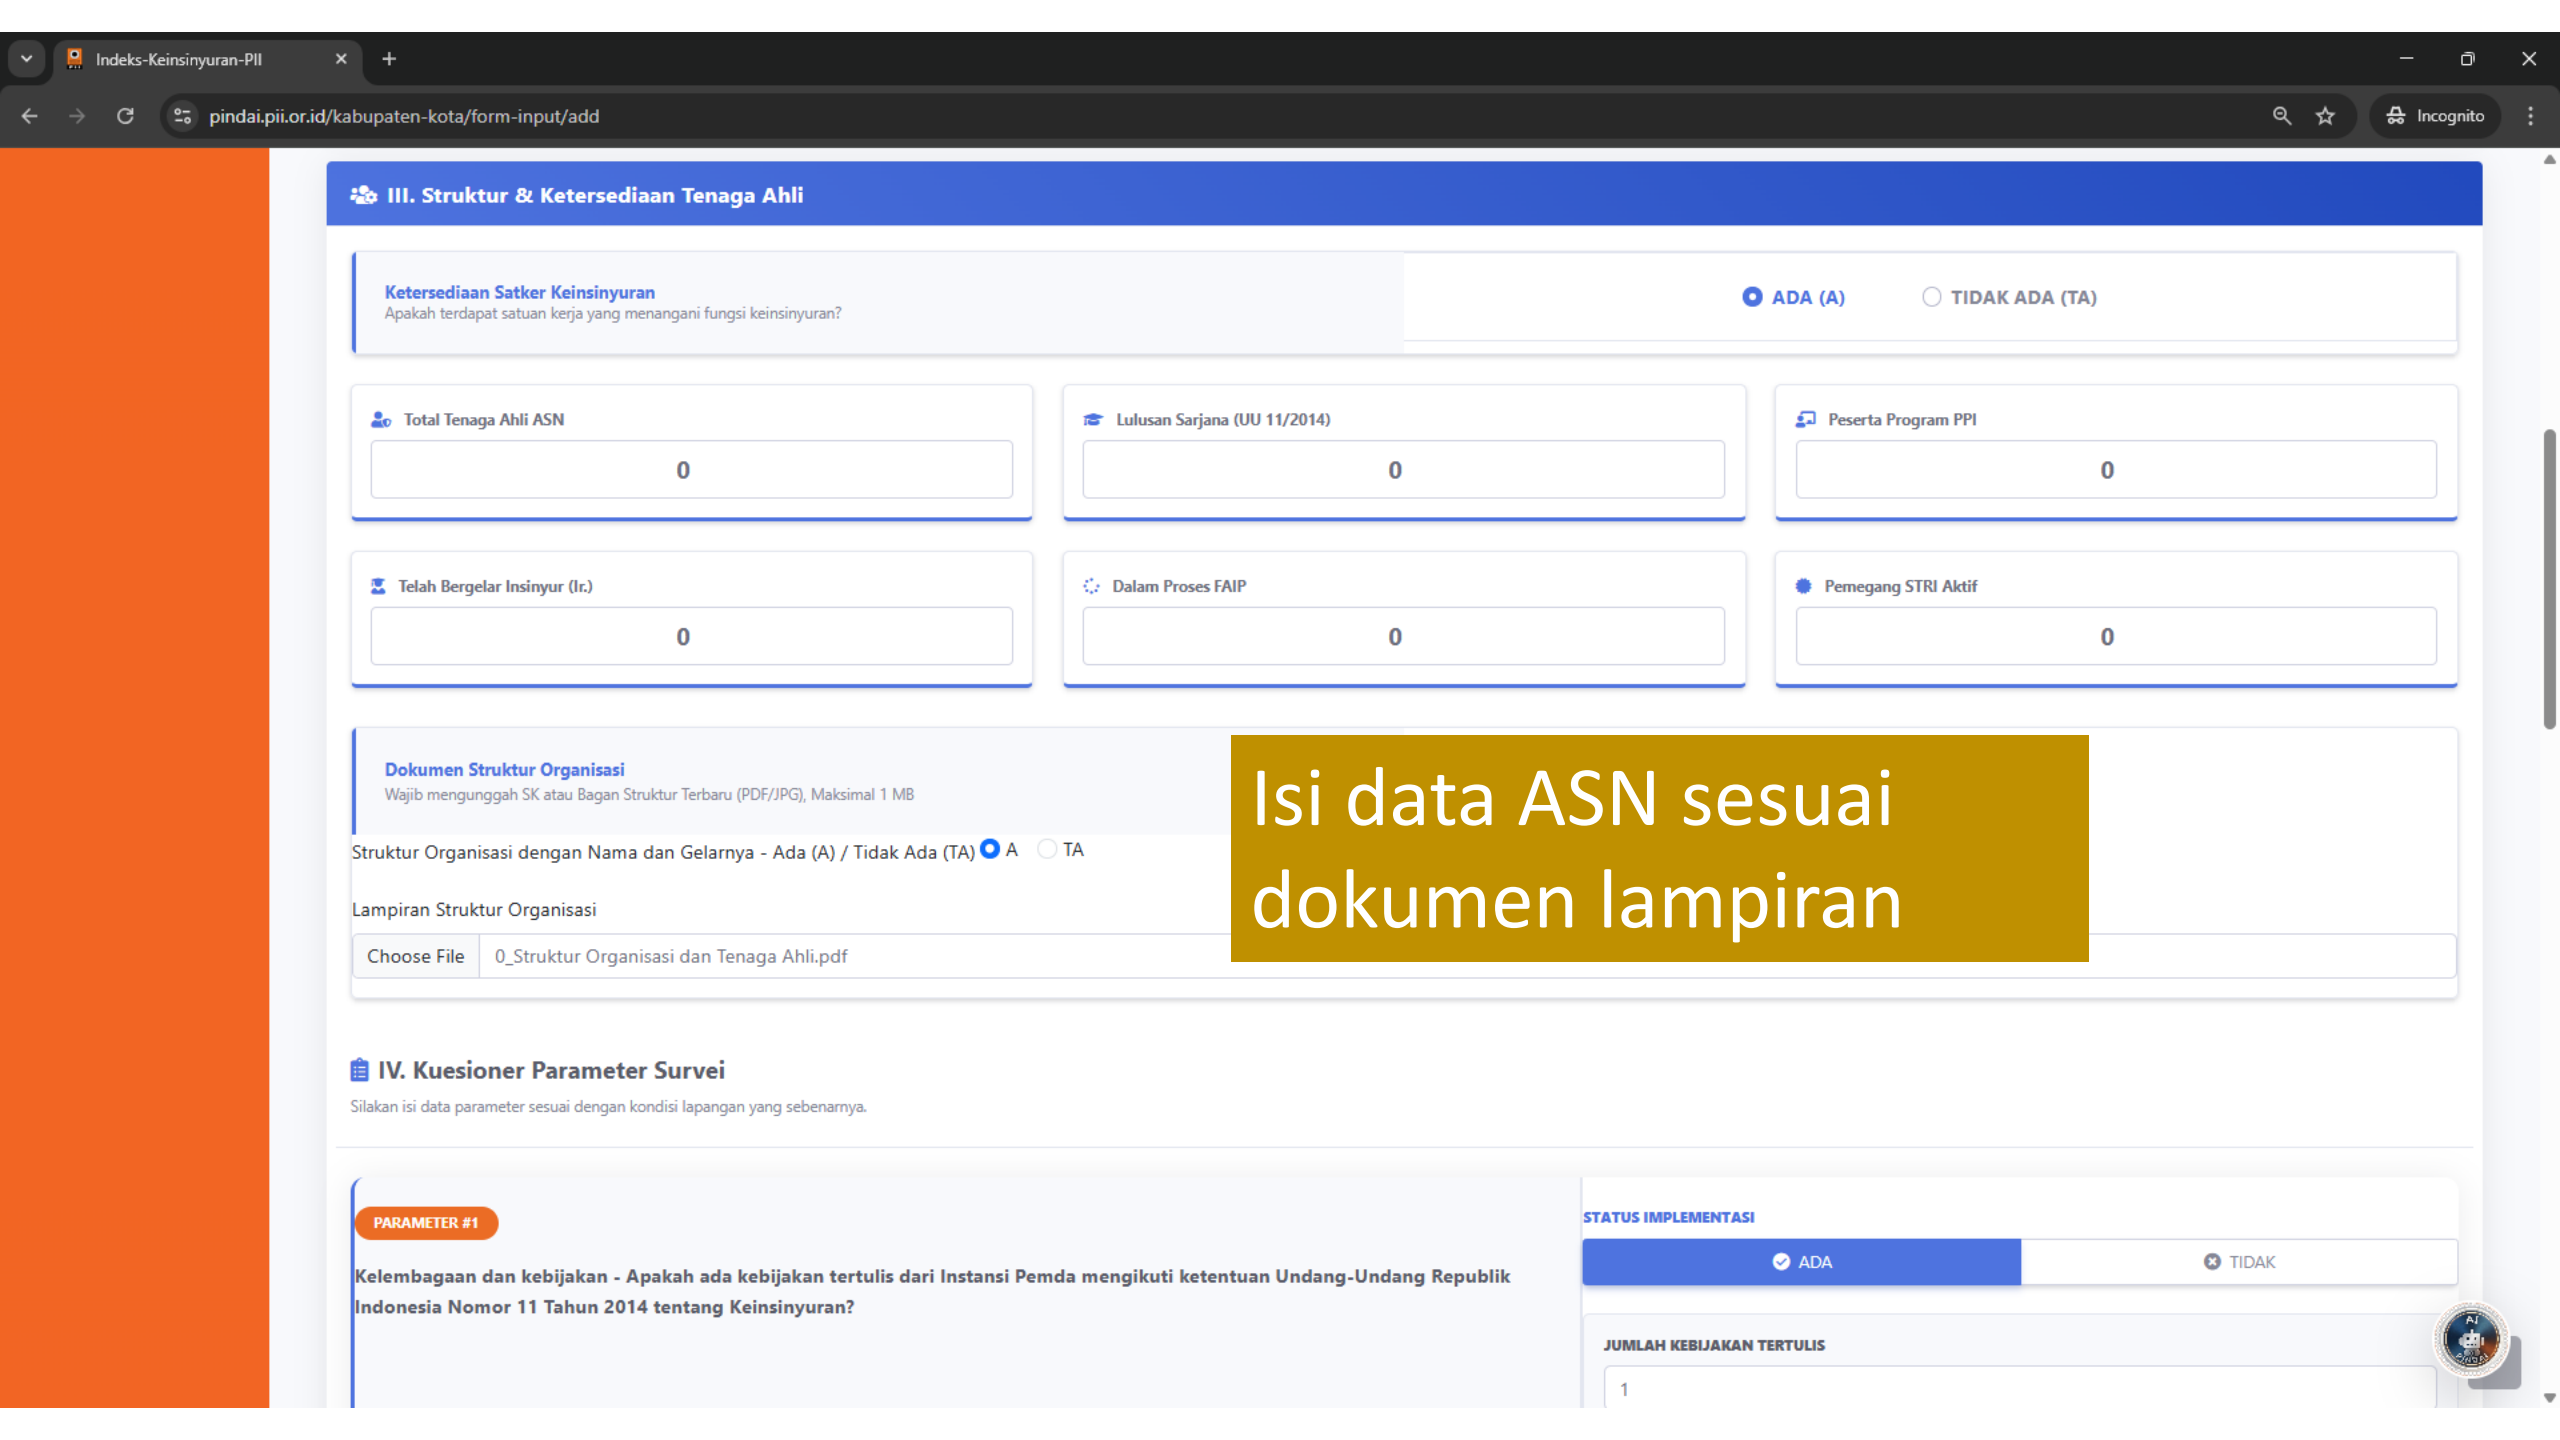 Indeks-Keinsinyuran-PII
pindai.pii.or.id/kabupaten-kota/form-input/add
Incognito
III. Struktur & Ketersediaan Tenaga Ahli
Ketersediaan Satker Keinsinyuran
Apakah terdapat satuan kerja yang menangani fungsi keinsinyuran?
ADA (A)
TIDAK ADA (TA)
Total Tenaga Ahli ASN
0
Lulusan Sarjana (UU 11/2014)
0
Peserta Program PPI
0
Telah Bergelar Insinyur (Ir.)
0
Dalam Proses FAIP
0
Pemegang STRI Aktif
0
Dokumen Struktur Organisasi
Wajib mengunggah SK atau Bagan Struktur Terbaru (PDF/JPG), Maksimal 1 MB
Struktur Organisasi dengan Nama dan Gelarnya - Ada (A) / Tidak Ada (TA) A TA
Lampiran Struktur Organisasi
Choose File 0_Struktur Organisasi dan Tenaga Ahli.pdf
Isi data ASN sesuai
dokumen lampiran
IV. Kuesioner Parameter Survei
Silakan isi data parameter sesuai dengan kondisi lapangan yang sebenarnya.
PARAMETER #1
Kelembagaan dan kebijakan - Apakah ada kebijakan tertulis dari Instansi Pemda mengikuti ketentuan Undang-Undang Republik
Indonesia Nomor 11 Tahun 2014 tentang Keinsinyuran?
STATUS IMPLEMENTASI
ADA
TIDAK
JUMLAH KEBIJAKAN TERTULIS
1
AI
PINDAI